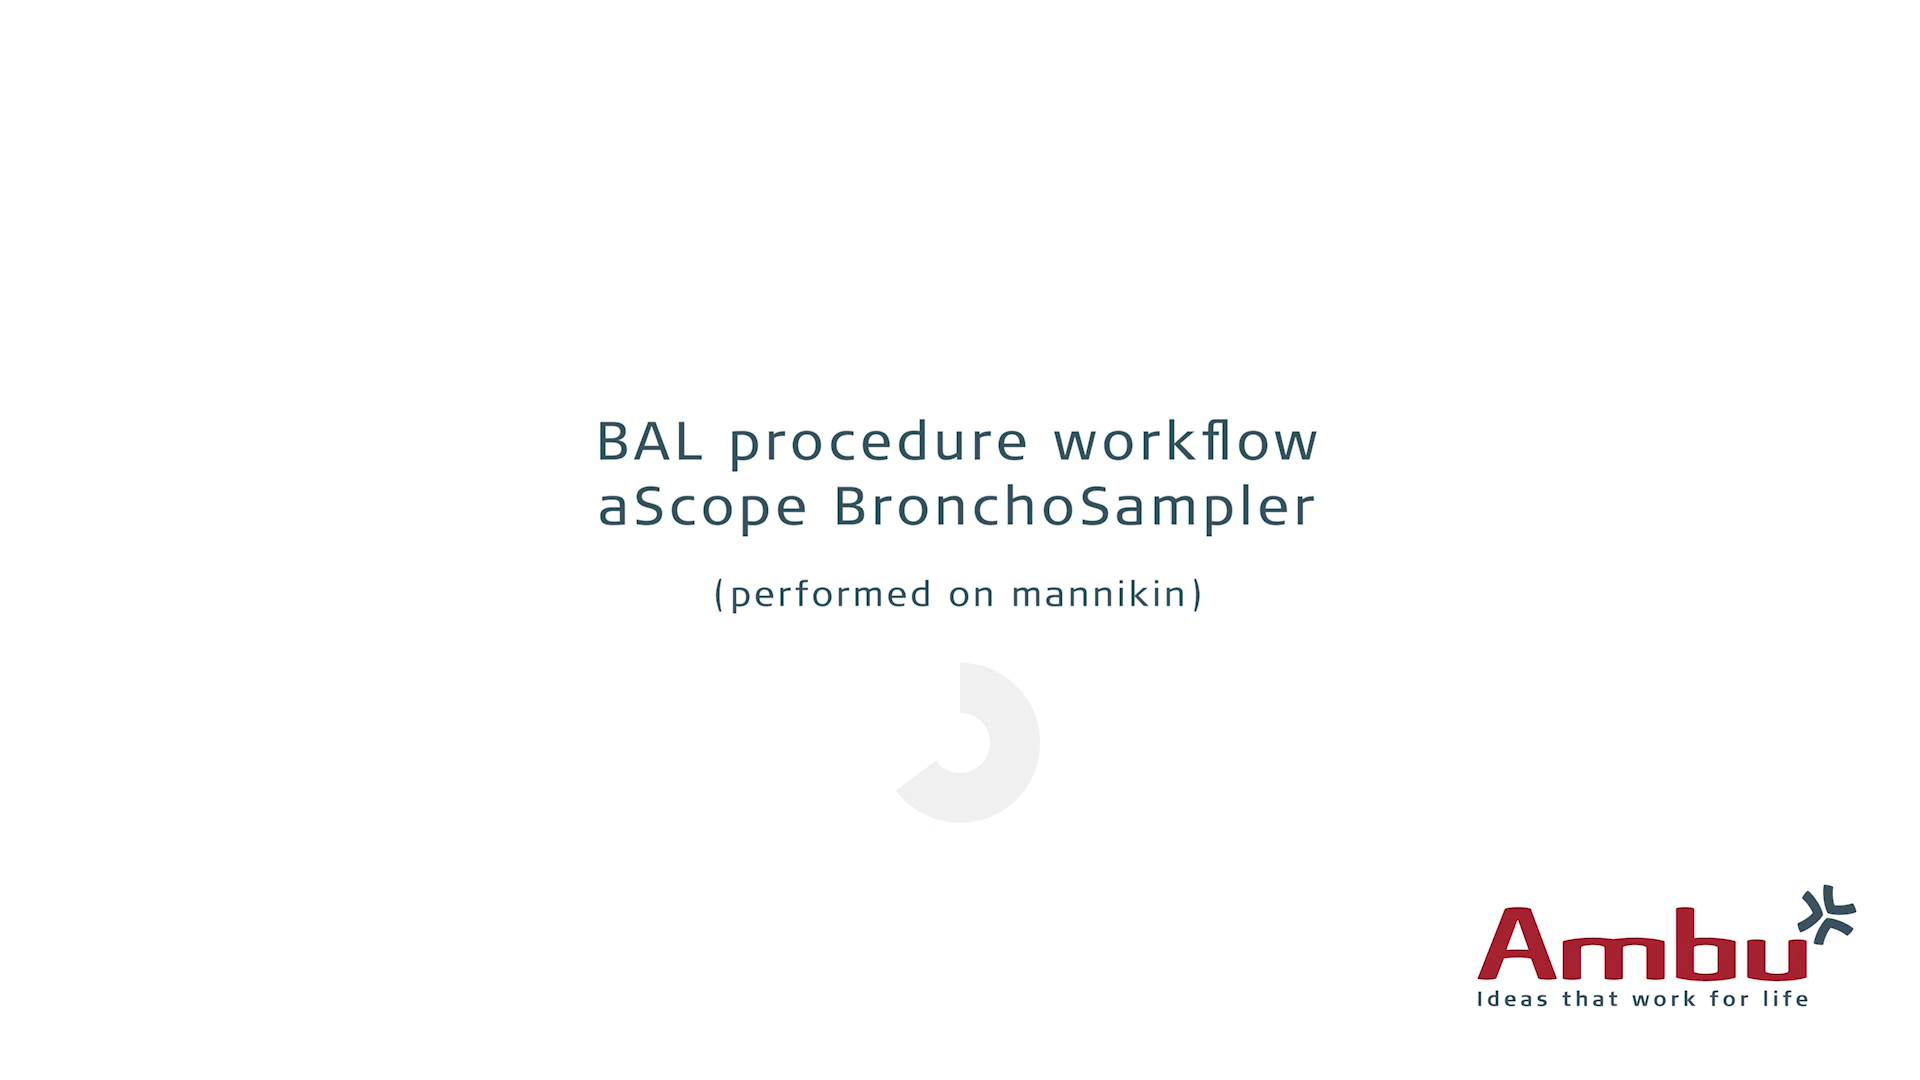 BAL procedure workflow
aScope BronchoSampler
(performed on mannikin)
Ambu
Ideas that work for life